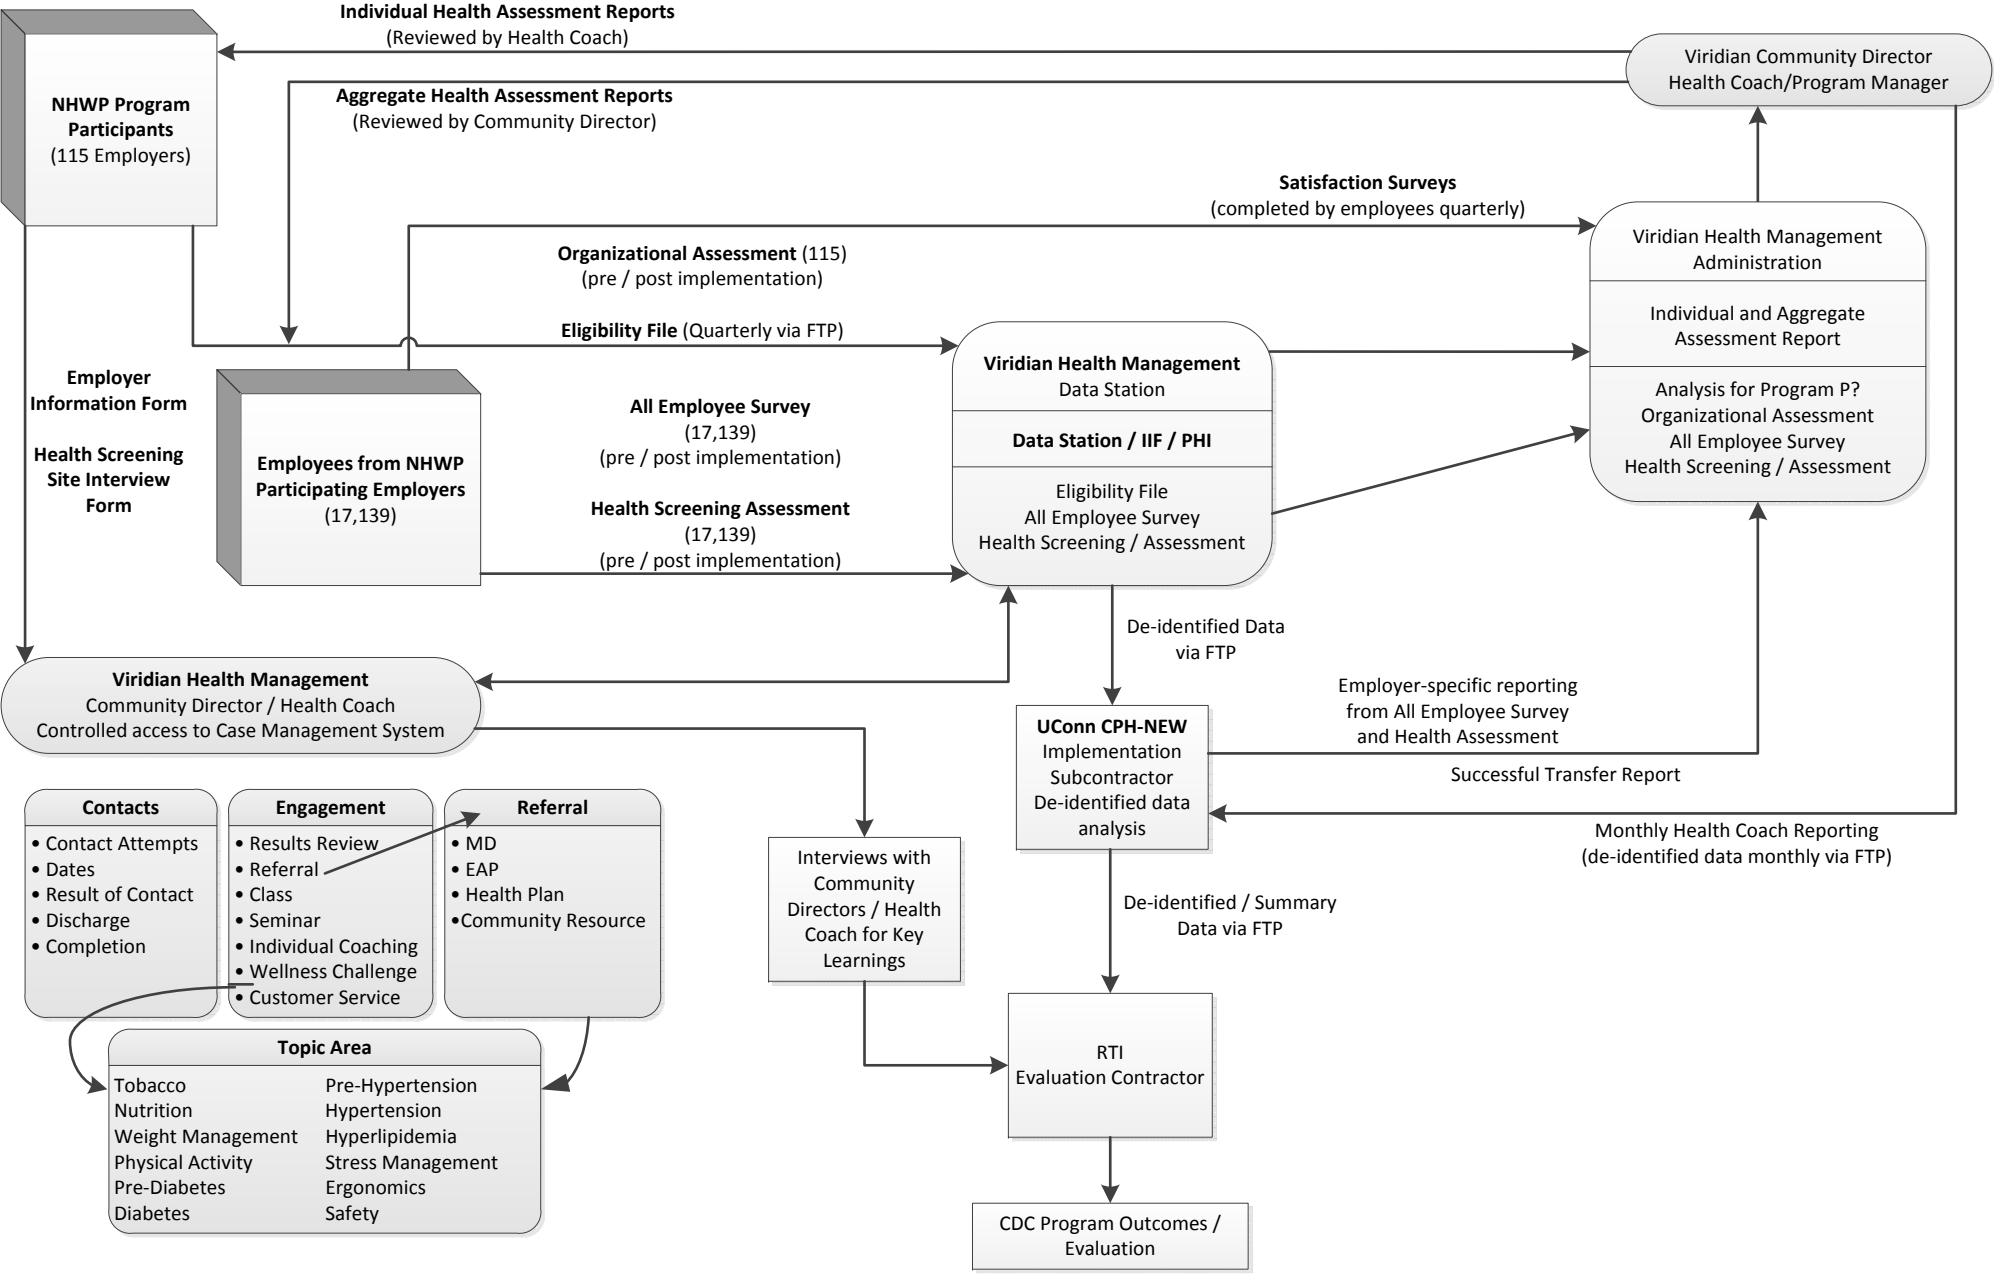 Individual Health Assessment Reports
(Reviewed by Health Coach)
Viridian Community Director
Health Coach/Program Manager
NHWP Program
Participants
(115 Employers)
Aggregate Health Assessment Reports
(Reviewed by Community Director)
Satisfaction Surveys
(completed by employees quarterly)
Organizational Assessment (115)
(pre / post implementation)
Viridian Health Management
Administration
Individual and Aggregate
Assessment Report
Analysis for Program P?
Organizational Assessment
All Employee Survey
Health Screening / Assessment
Eligibility File (Quarterly via FTP)
Employer
Information Form
Health Screening
Site Interview
Form
Employees from NHWP
Participating Employers
(17,139)
All Employee Survey
(17,139)
(pre / post implementation)
Health Screening Assessment
(17,139)
(pre / post implementation)
Viridian Health Management
Data Station
Data Station / IIF / PHI
Eligibility File
All Employee Survey
Health Screening / Assessment
De-identified Data
via FTP
Viridian Health Management
Community Director / Health Coach
Controlled access to Case Management System
UConn CPH-NEW
Implementation
Subcontractor
De-identified data
analysis
Employer-specific reporting
from All Employee Survey
and Health Assessment
Successful Transfer Report
Monthly Health Coach Reporting
(de-identified data monthly via FTP)
Contacts
• Contact Attempts
• Dates
• Result of Contact
• Discharge
• Completion
Engagement
• Results Review
• Referral
• Class
• Seminar
• Individual Coaching
• Wellness Challenge
• Customer Service
Referral
• MD
• EAP
• Health Plan
•Community Resource
Interviews with
Community
Directors / Health
Coach for Key
Learnings
De-identified / Summary
Data via FTP
Topic Area
Tobacco
Nutrition
Weight Management
Physical Activity
Pre-Diabetes
Diabetes
Pre-Hypertension
Hypertension
Hyperlipidemia
Stress Management
Ergonomics
Safety
RTI
Evaluation Contractor
CDC Program Outcomes /
Evaluation